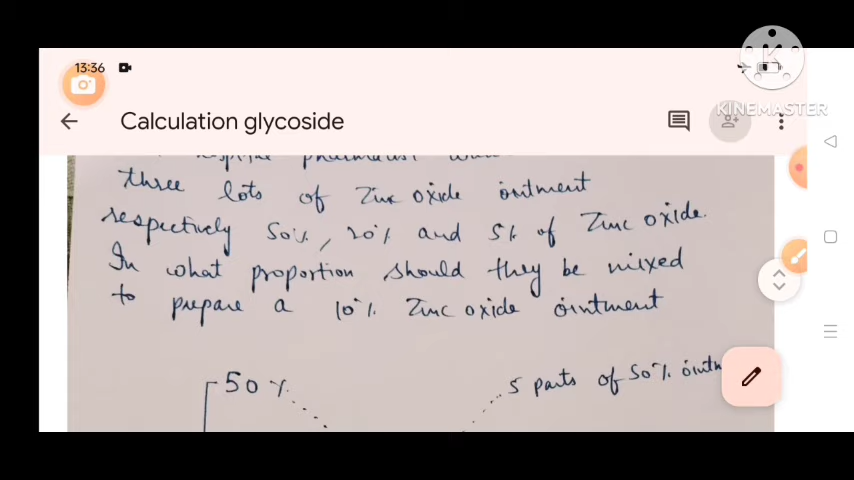 13:36
KINEMASTER
Calculation glycoside
three lots of Zinc oxide ointment
respectively 50%, 20% and 5% of Zinc oxide.
In what proportion should they be mixed
to prepare a 10% Zinc oxide ointment
50%
5 parts of 50% ointm